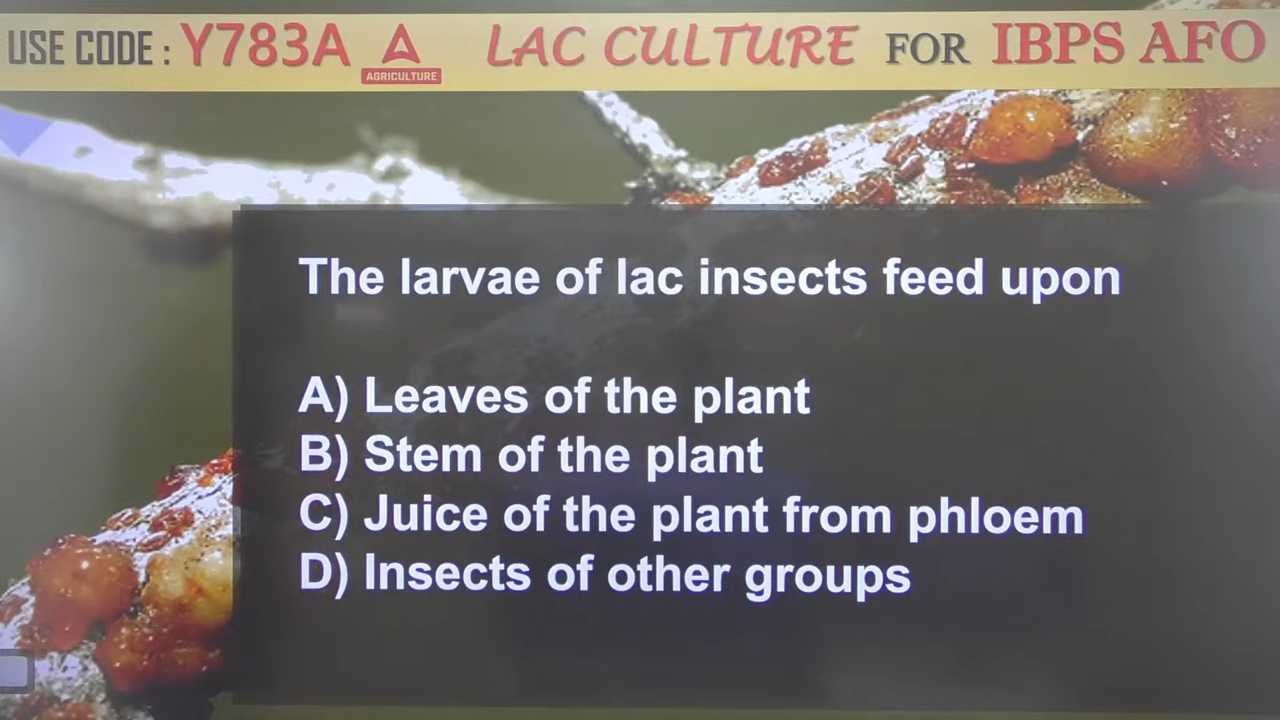 USE CODE : Y783A AGRICULTURE LAC CULTURE FOR IBPS AFO
The larvae of lac insects feed upon
A) Leaves of the plant
B) Stem of the plant
C) Juice of the plant from phloem
D) Insects of other groups